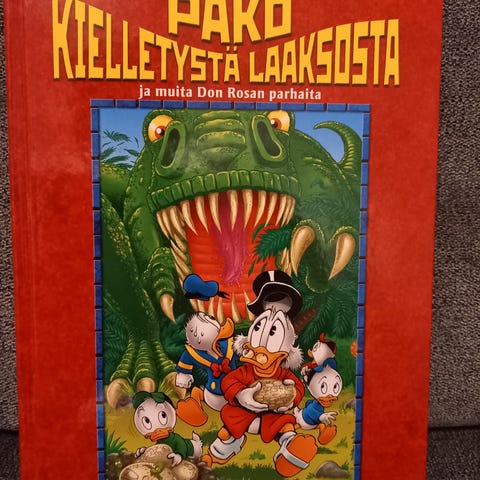 PAKO
KIELLETYSTÄ LAAKSOSTA
ja muita Don Rosan parhaita